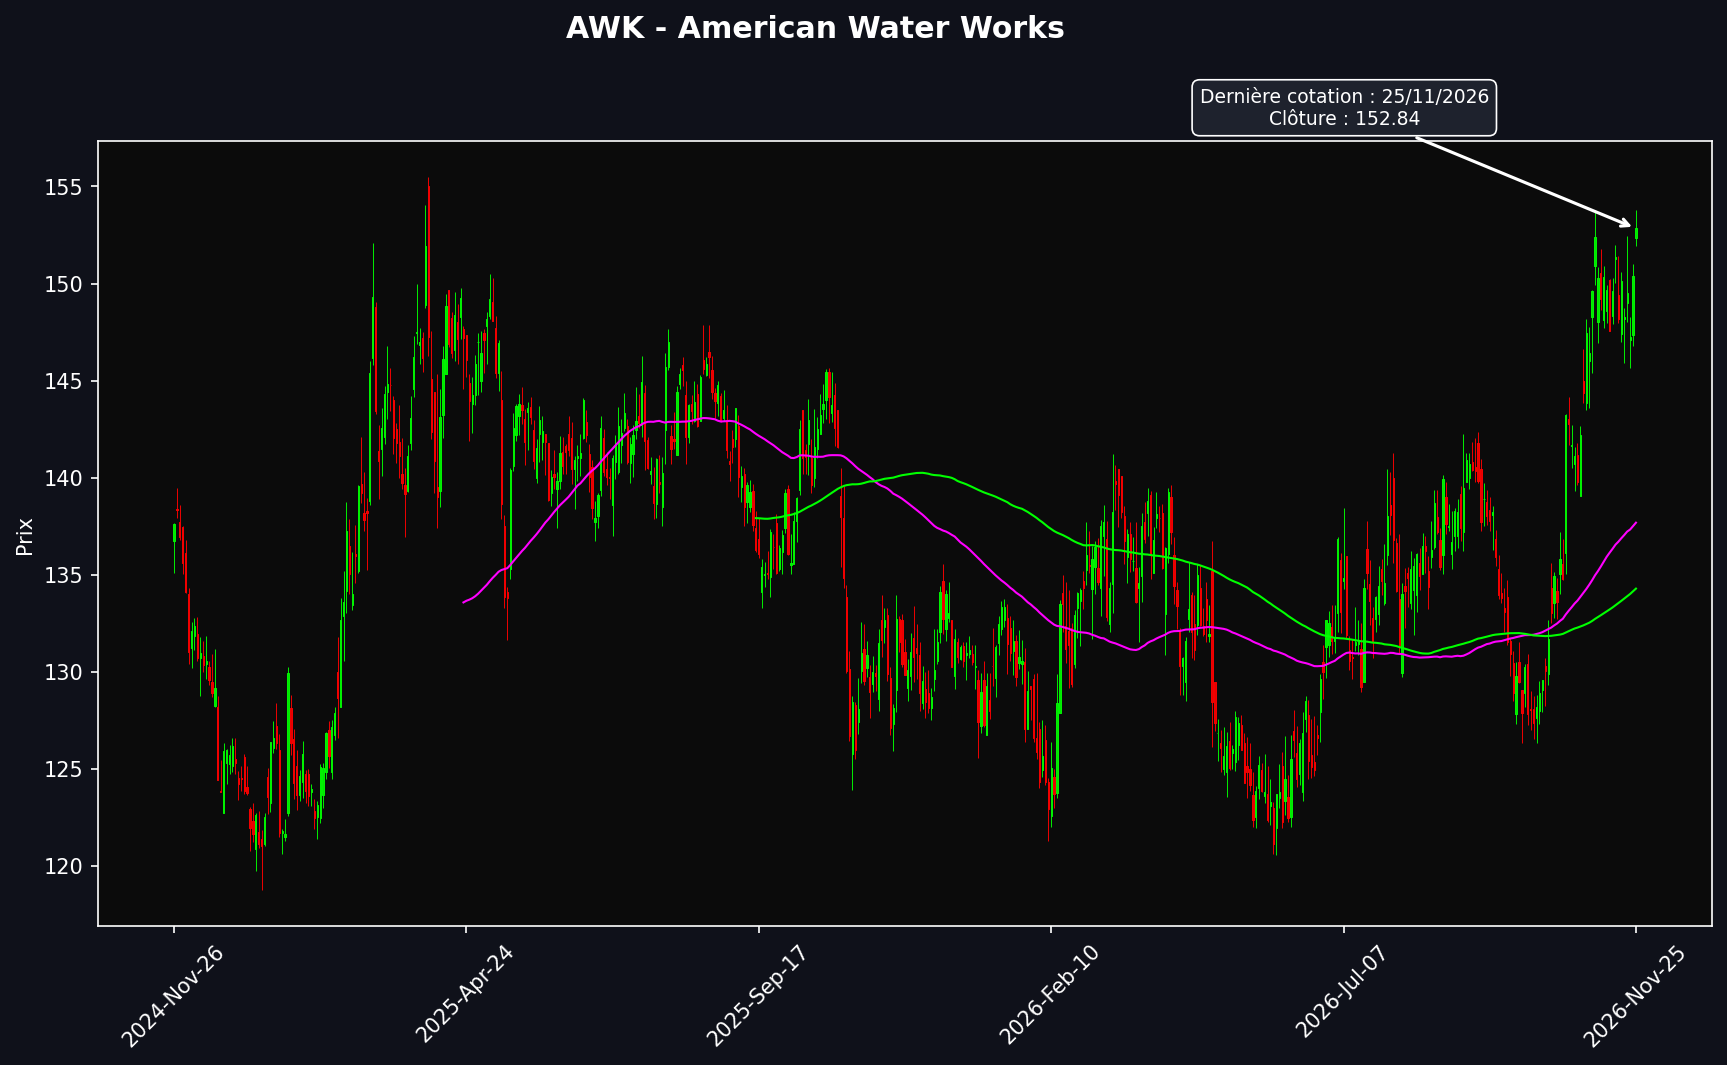 AWK - American Water Works
Dernière cotation : 25/11/2026
Clôture : 152.84
Prix
155
150
145
140
135
130
125
120
2024-Nov-26
2025-Apr-24
2025-Sep-17
2026-Feb-10
2026-Jul-07
2026-Nov-25